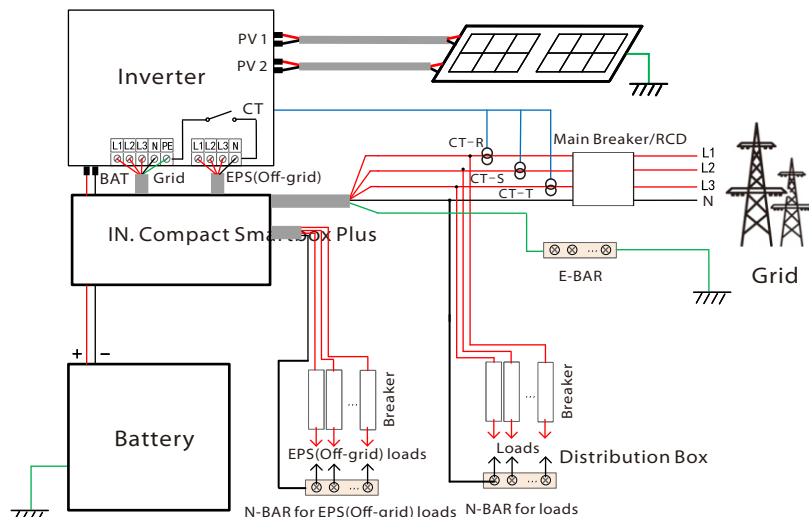 PV 1
PV 2
Inverter
CT
L1 L2 L3 N PE
L1 L2 L3 N
BAT
Grid
EPS(Off-grid)
CT-R
CT-S
CT-T
Main Breaker/RCD
L1
L2
L3
N
IN. Compact Smartbox Plus
E-BAR
Grid
+ −
Battery
...
Breaker
EPS(Off-grid) loads
...
N-BAR for EPS(Off-grid) loads
...
Breaker
Loads
Distribution Box
...
N-BAR for loads
...